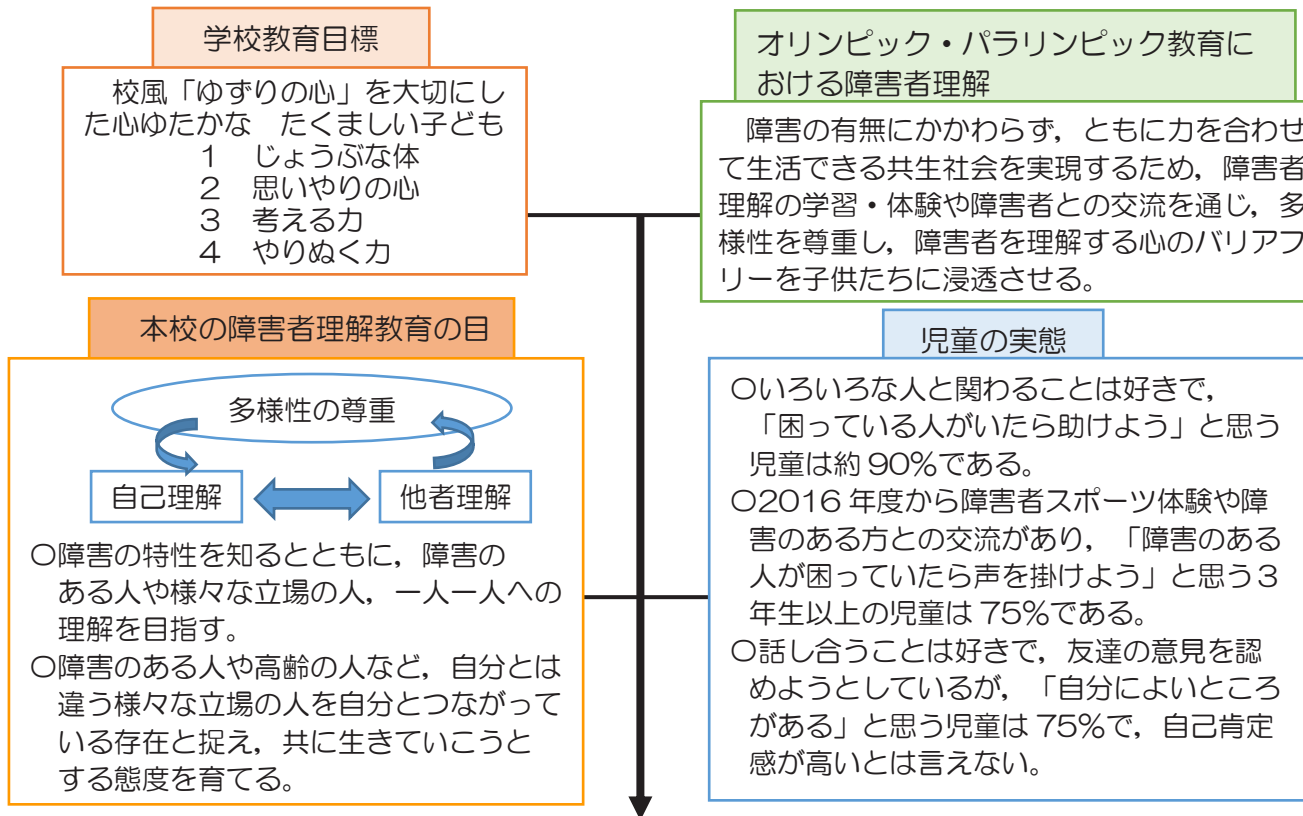 学校教育目標
校風「ゆずりの心」を大切にし
た心ゆたかな　たくましい子ども
1　じょうぶな体
2　思いやりの心
3　考える力
4　やりぬく力
オリンピック・パラリンピック教育に
おける障害者理解
障害の有無にかかわらず，ともに力を合わせ
て生活できる共生社会を実現するため，障害者
理解の学習・体験や障害者との交流を通じ，多
様性を尊重し，障害者を理解する心のバリアフ
リーを子供たちに浸透させる。
本校の障害者理解教育の目
多様性の尊重
自己理解
他者理解
○障害の特性を知るとともに，障害の
ある人や様々な立場の人，一人一人への
理解を目指す。
○障害のある人や高齢の人など，自分とは
違う様々な立場の人を自分とつながって
いる存在と捉え，共に生きていこうと
する態度を育てる。
児童の実態
○いろいろな人と関わることは好きで，
「困っている人がいたら助けよう」と思う
児童は約90％である。
○2016年度から障害者スポーツ体験や障
害のある方との交流があり，「障害のある
人が困っていたら声を掛けよう」と思う3
年生以上の児童は75％である。
○話し合うことは好きで，友達の意見を認
めようとしているが，「自分によいところ
がある」と思う児童は75％で，自己肯定
感が高いとは言えない。